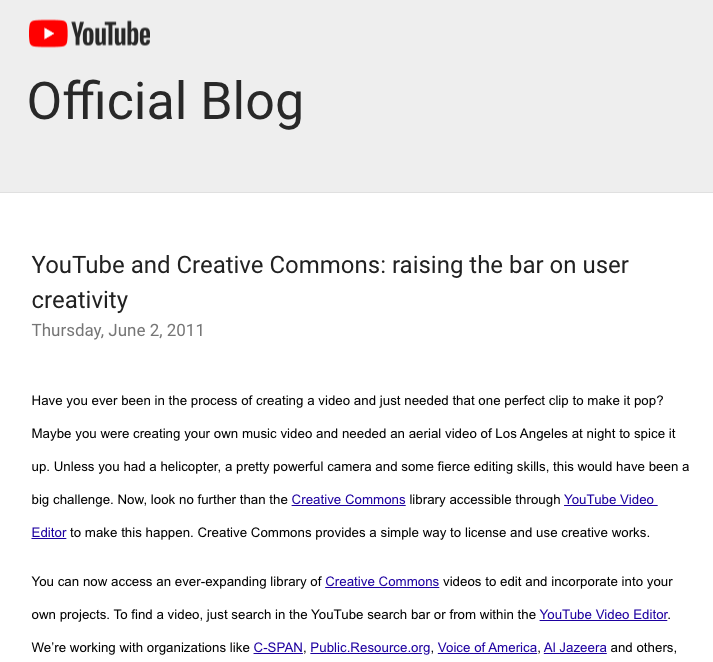 YouTube
Official Blog
YouTube and Creative Commons: raising the bar on user
creativity
Thursday, June 2, 2011
Have you ever been in the process of creating a video and just needed that one perfect clip to make it pop?
Maybe you were creating your own music video and needed an aerial video of Los Angeles at night to spice it
up. Unless you had a helicopter, a pretty powerful camera and some fierce editing skills, this would have been a
big challenge. Now, look no further than the Creative Commons library accessible through YouTube Video
Editor to make this happen. Creative Commons provides a simple way to license and use creative works.
You can now access an ever-expanding library of Creative Commons videos to edit and incorporate into your
own projects. To find a video, just search in the YouTube search bar or from within the YouTube Video Editor.
We’re working with organizations like C-SPAN, Public.Resource.org, Voice of America, Al Jazeera and others,